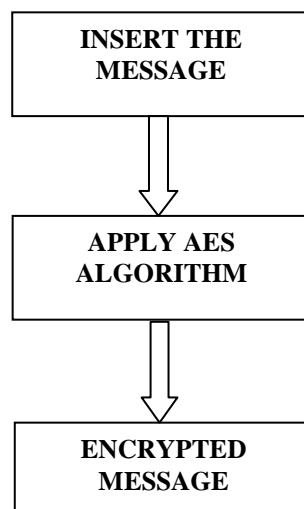 INSERT THE
MESSAGE
APPLY AES
ALGORITHM
ENCRYPTED
MESSAGE